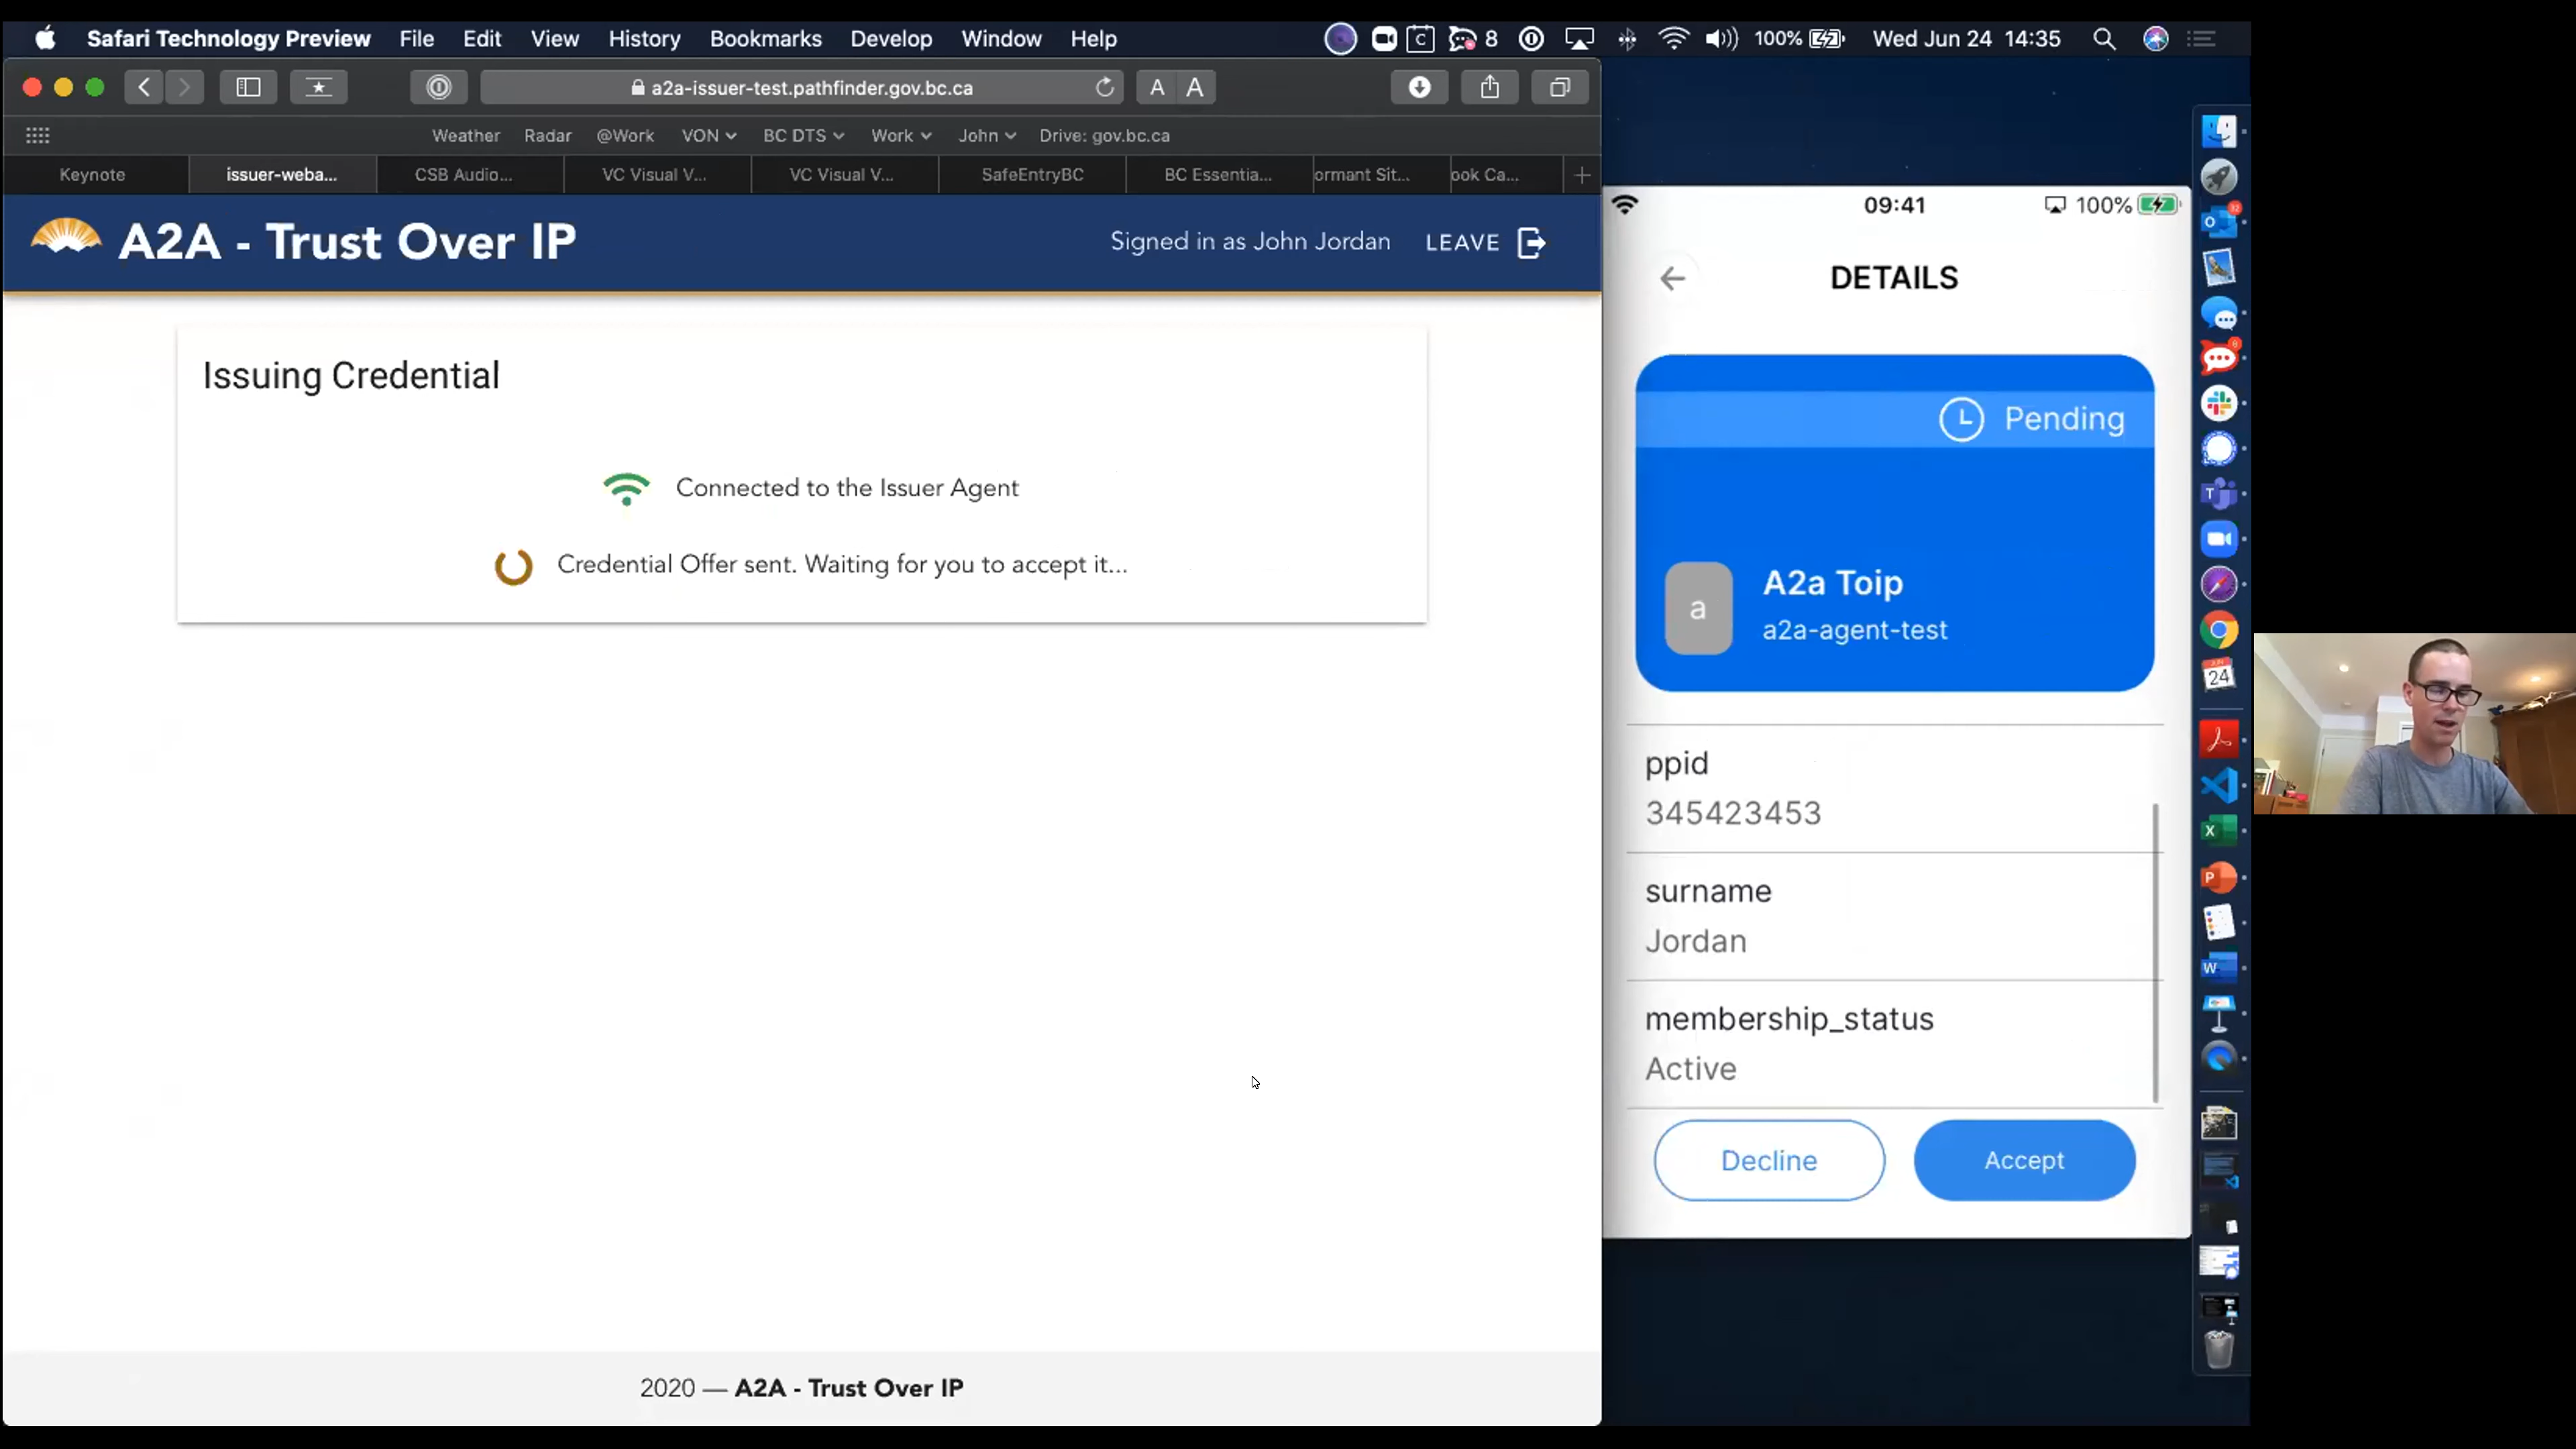 Safari Technology Preview File Edit View History Bookmarks Develop Window Help 8 100% Wed Jun 24 14:35
a2a-issuer-test.pathfinder.gov.bc.ca A A
Weather Radar @Work VON BC DTS Work John Drive: gov.bc.ca
Keynote issuer-weba... CSB Audio... VC Visual V... VC Visual V... SafeEntryBC BC Essentia... ormant Sit... ook Ca...
A2A - Trust Over IP Signed in as John Jordan LEAVE
Issuing Credential
Connected to the Issuer Agent
Credential Offer sent. Waiting for you to accept it...
2020 — A2A - Trust Over IP
09:41 100%
DETAILS
Pending
a A2a Toip
a2a-agent-test
ppid
345423453
surname
Jordan
membership_status
Active
Decline Accept
24